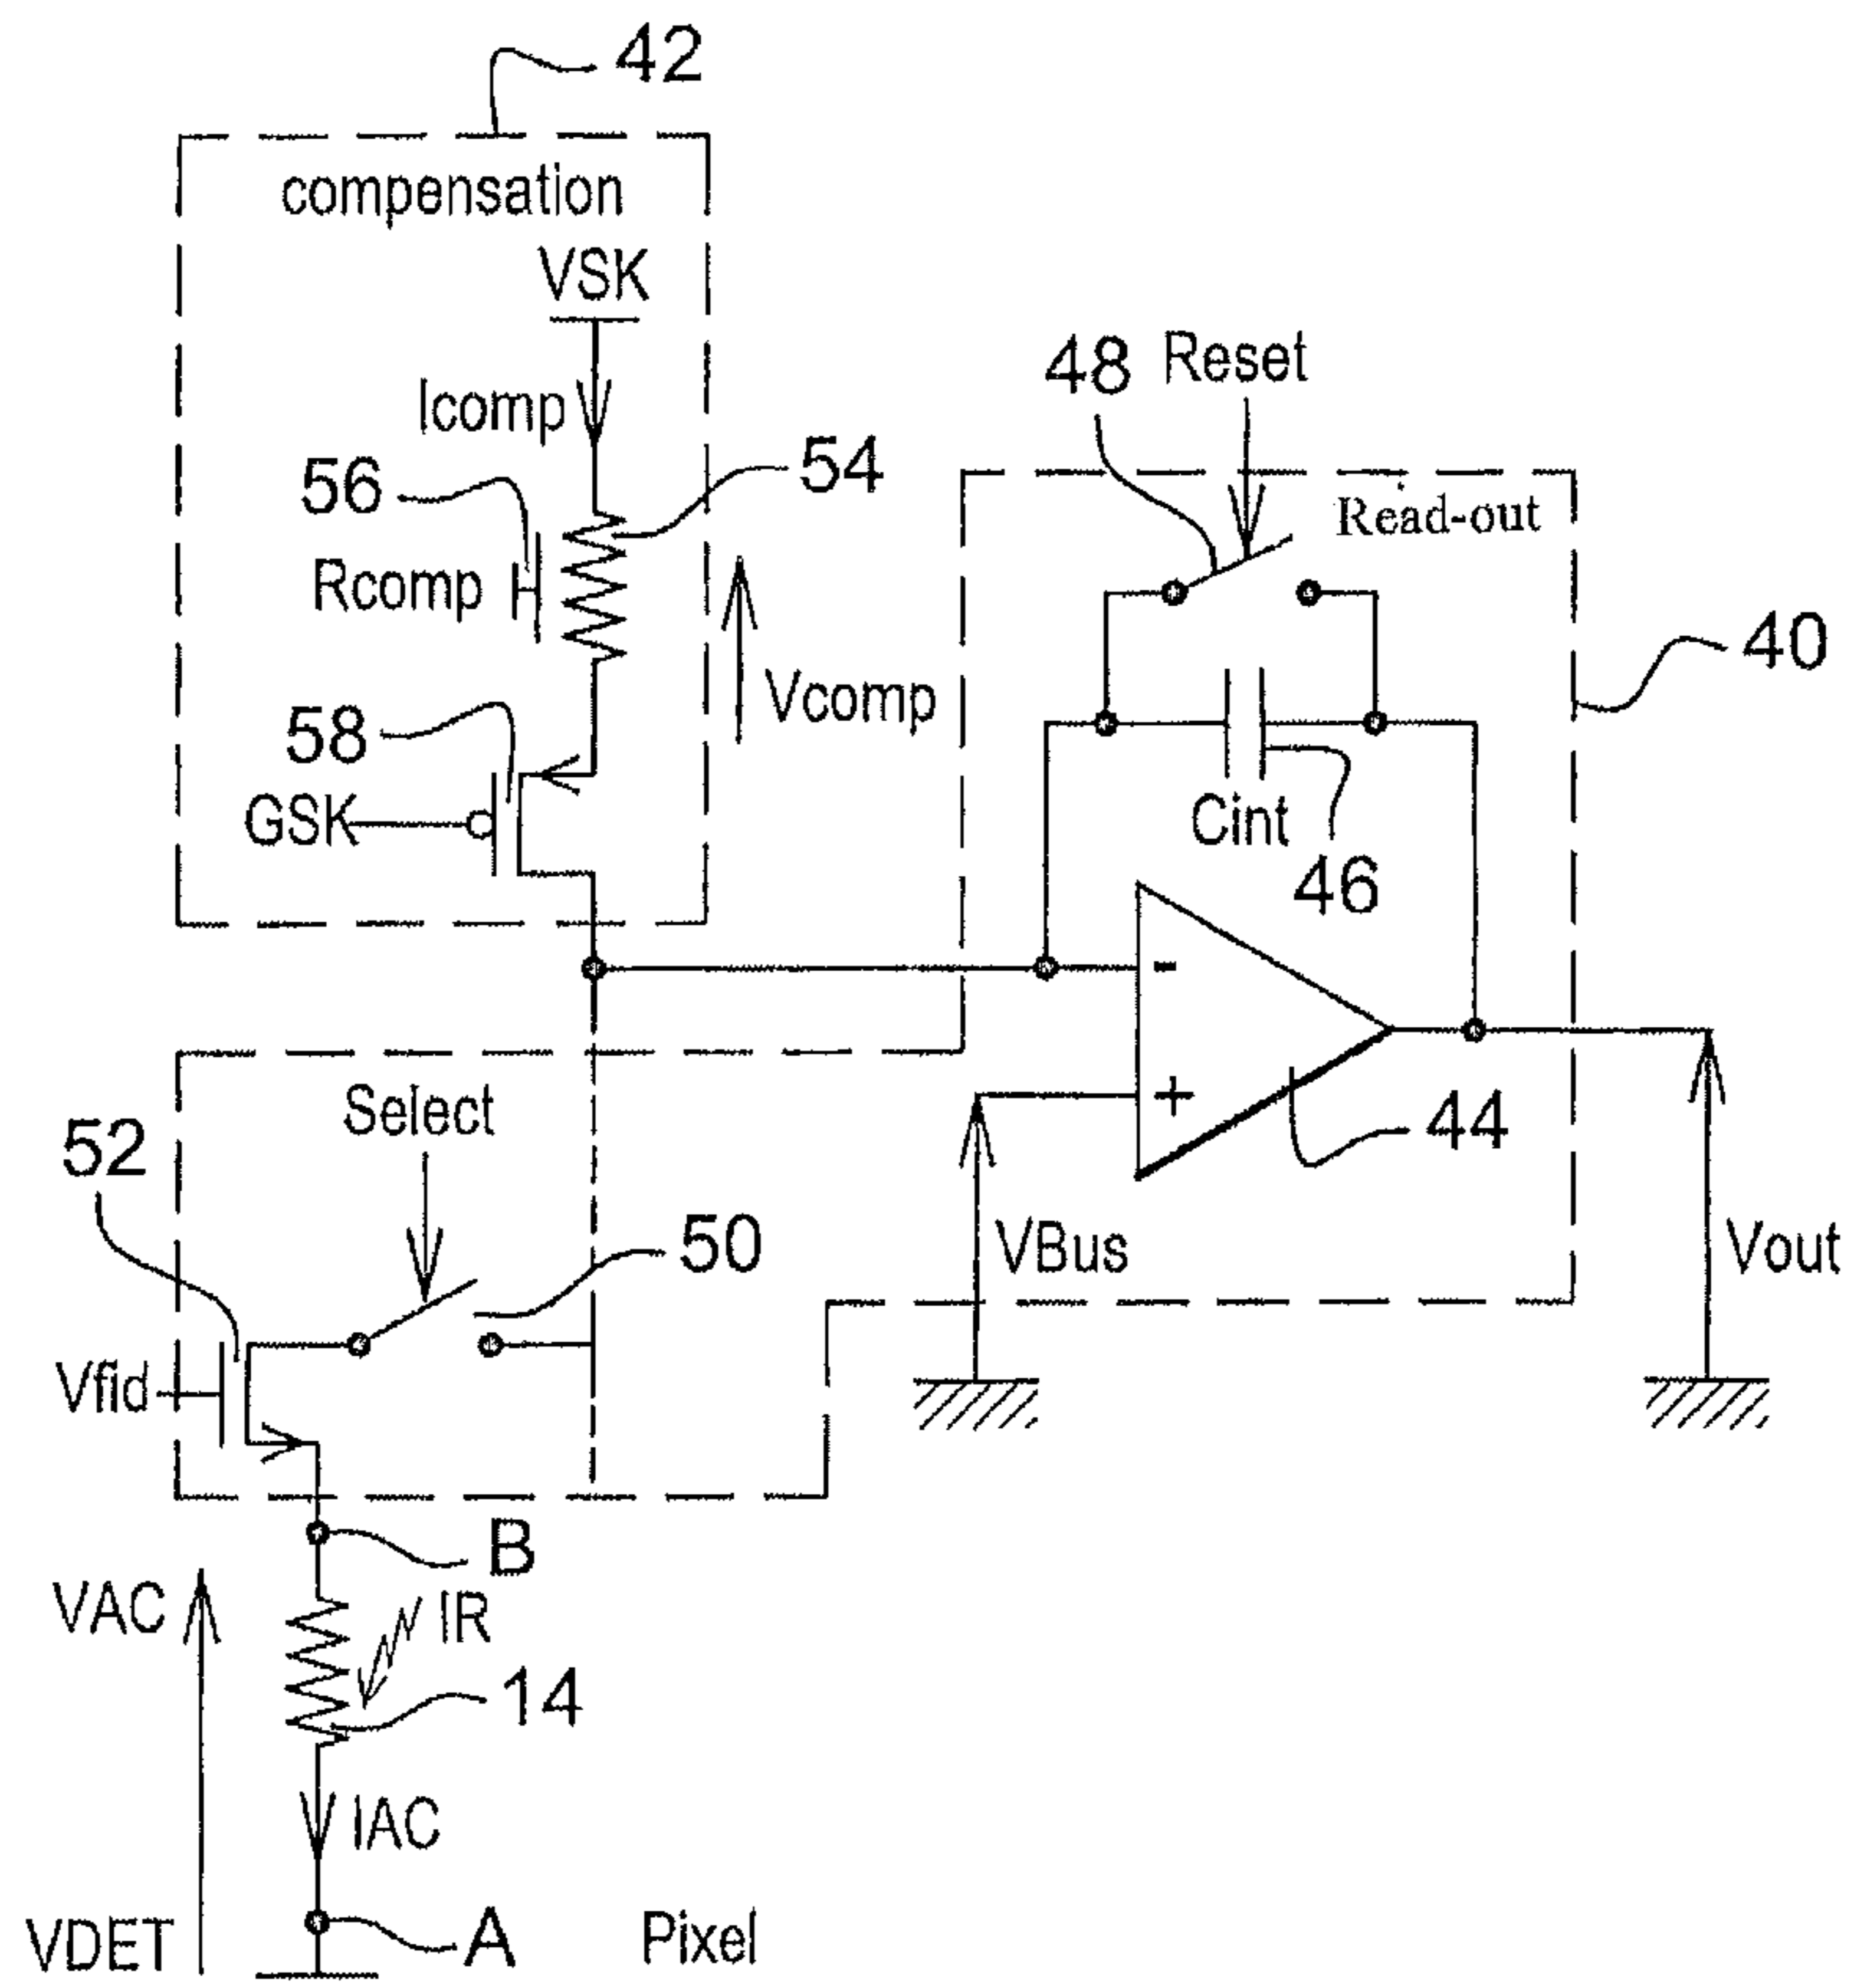 42
compensation
VSK
Icomp
54
56
Rcomp
Vcomp
58
GSK
48
Reset
Read-out
40
Cint
46
-
+
44
VBus
Vout
Select
52
50
Vfid
B
VAC
IR
14
IAC
VDET
A
Pixel